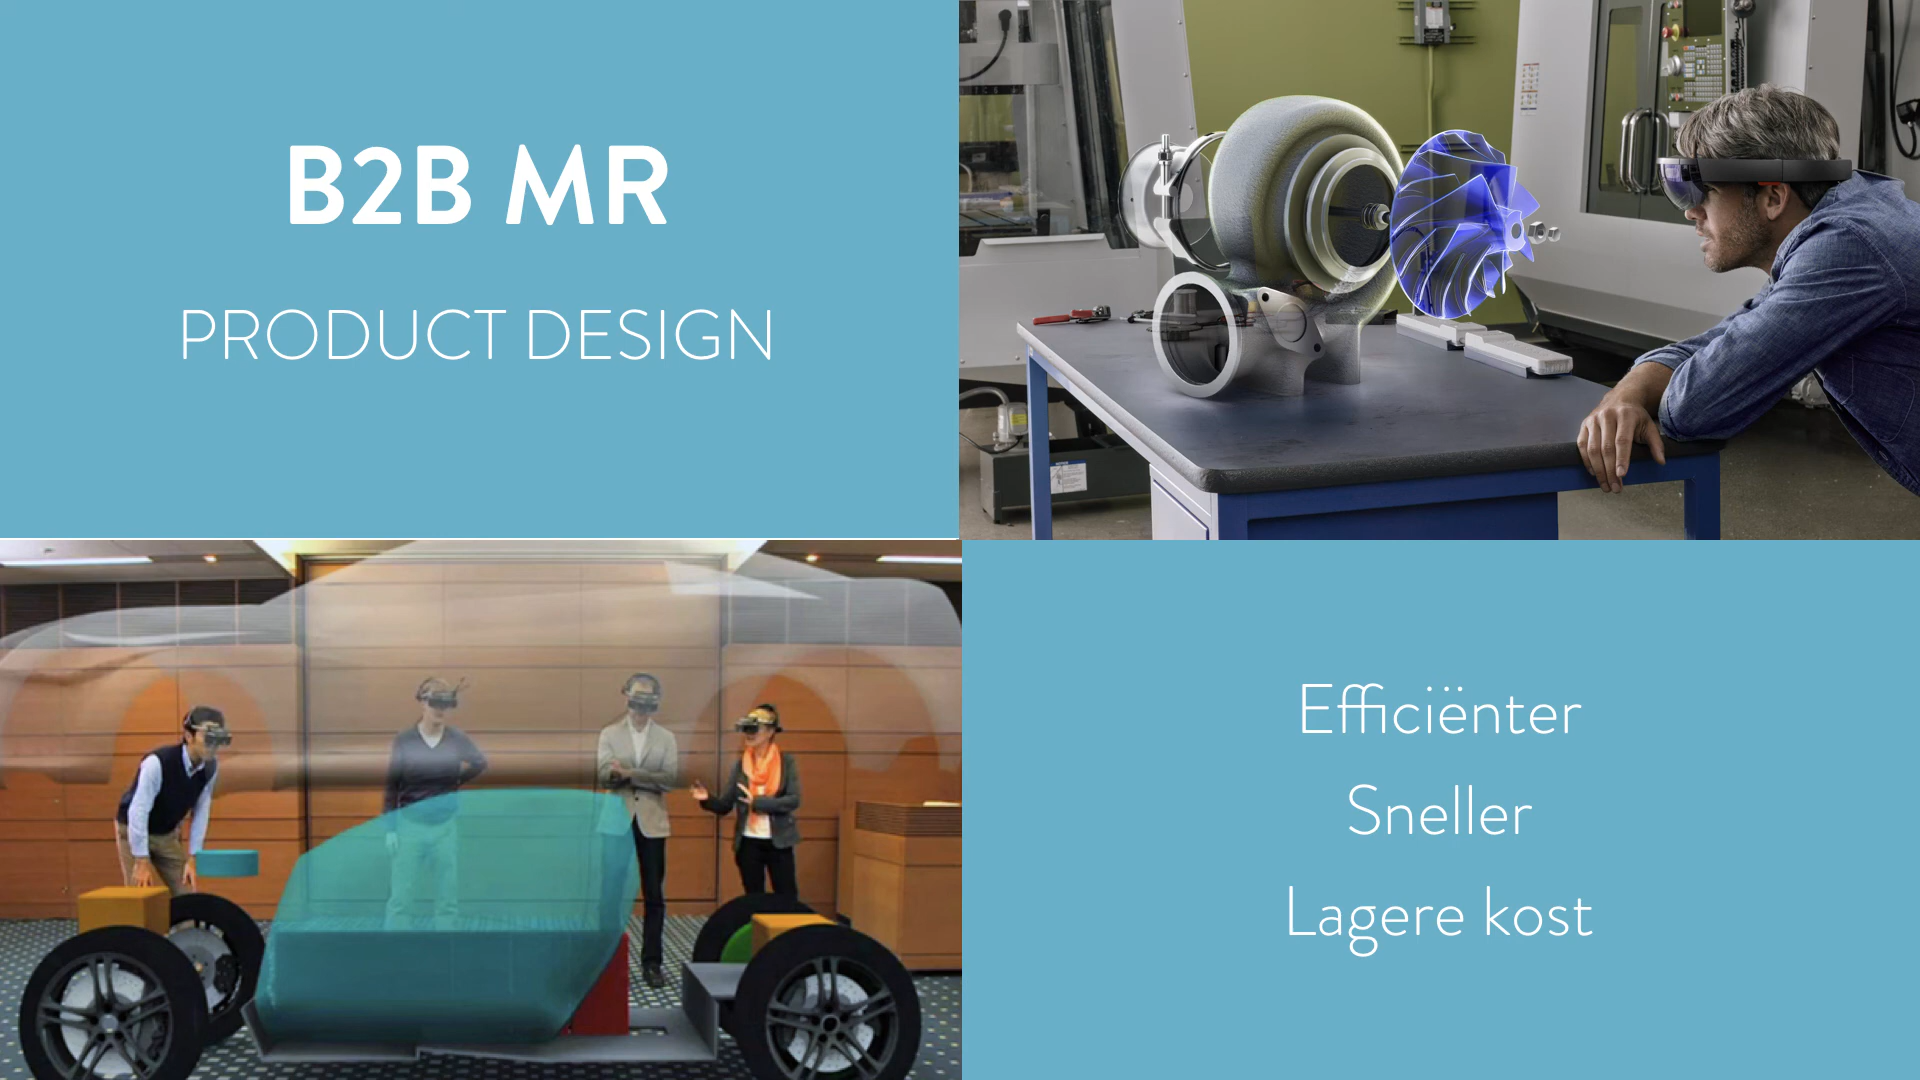 B2B MR
PRODUCT DESIGN
Efficiënter
Sneller
Lagere kost